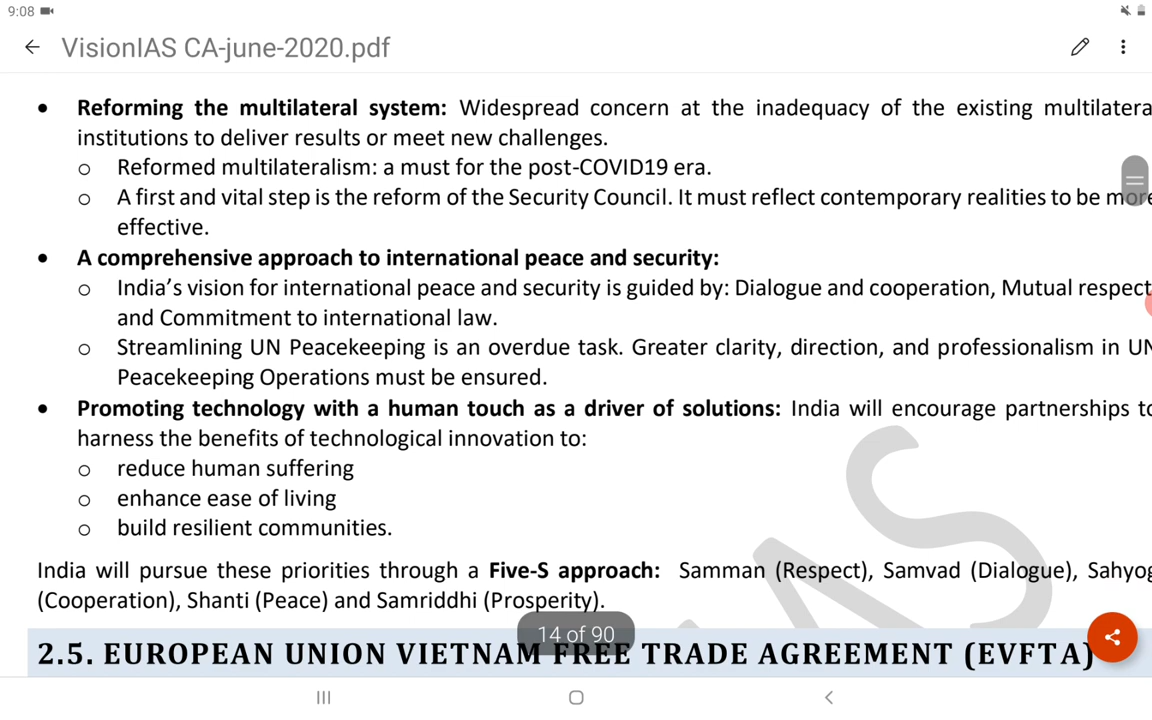 9:08
VisionIAS CA-june-2020.pdf
• Reforming the multilateral system: Widespread concern at the inadequacy of the existing multilatera
institutions to deliver results or meet new challenges.
o Reformed multilateralism: a must for the post-COVID19 era.
o A first and vital step is the reform of the Security Council. It must reflect contemporary realities to be more
effective.
• A comprehensive approach to international peace and security:
o India's vision for international peace and security is guided by: Dialogue and cooperation, Mutual respect
and Commitment to international law.
o Streamlining UN Peacekeeping is an overdue task. Greater clarity, direction, and professionalism in UN
Peacekeeping Operations must be ensured.
• Promoting technology with a human touch as a driver of solutions: India will encourage partnerships to
harness the benefits of technological innovation to:
o reduce human suffering
o enhance ease of living
o build resilient communities.
India will pursue these priorities through a Five-S approach: Samman (Respect), Samvad (Dialogue), Sahyog
(Cooperation), Shanti (Peace) and Samriddhi (Prosperity).
14 of 90
2.5. EUROPEAN UNION VIETNAM FREE TRADE AGREEMENT (EVFTA)